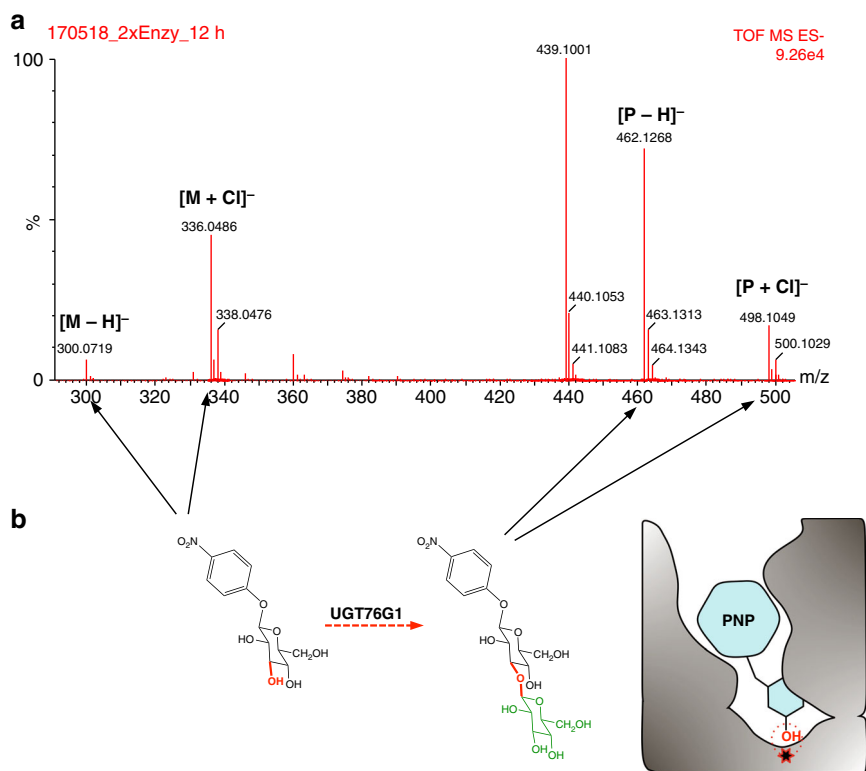 a
170518_2xEnzy_12 h
TOF MS ES-
9.26e4
100
%
0
439.1001
[P – H]–
462.1268
[M + Cl]–
336.0486
338.0476
[M – H]–
300.0719
440.1053
441.1083
463.1313
464.1343
[P + Cl]–
498.1049
500.1029
300 320 340 360 380 400 420 440 460 480 500 m/z
b
O2N
O
O
HO
CH2OH
OH
OH
UGT76G1
O2N
O
O
HO
CH2OH
O
OH
O
HO
CH2OH
OH
OH
PNP
OH